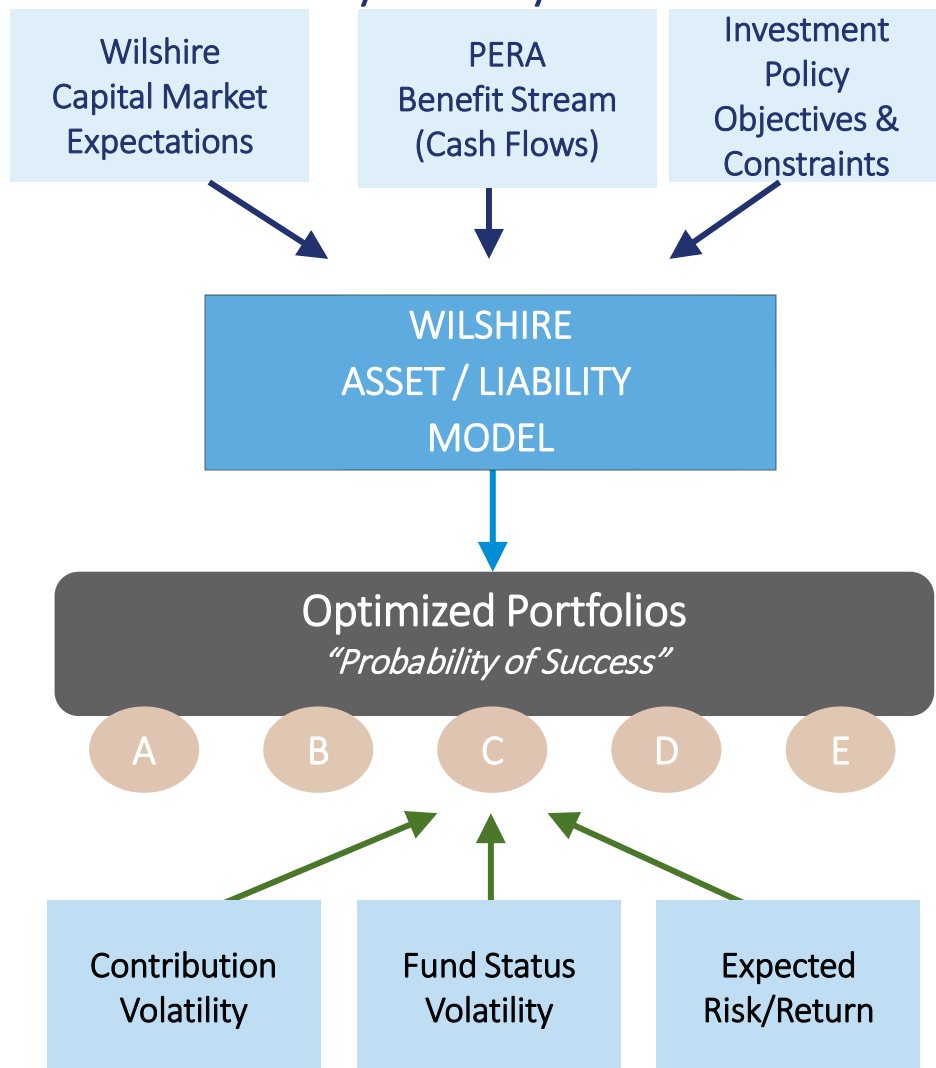 Wilshire
Capital Market
Expectations
PERA
Benefit Stream
(Cash Flows)
Investment
Policy
Objectives &
Constraints
WILSHIRE
ASSET / LIABILITY
MODEL
Optimized Portfolios
“Probability of Success”
A
B
C
D
E
Contribution
Volatility
Fund Status
Volatility
Expected
Risk/Return